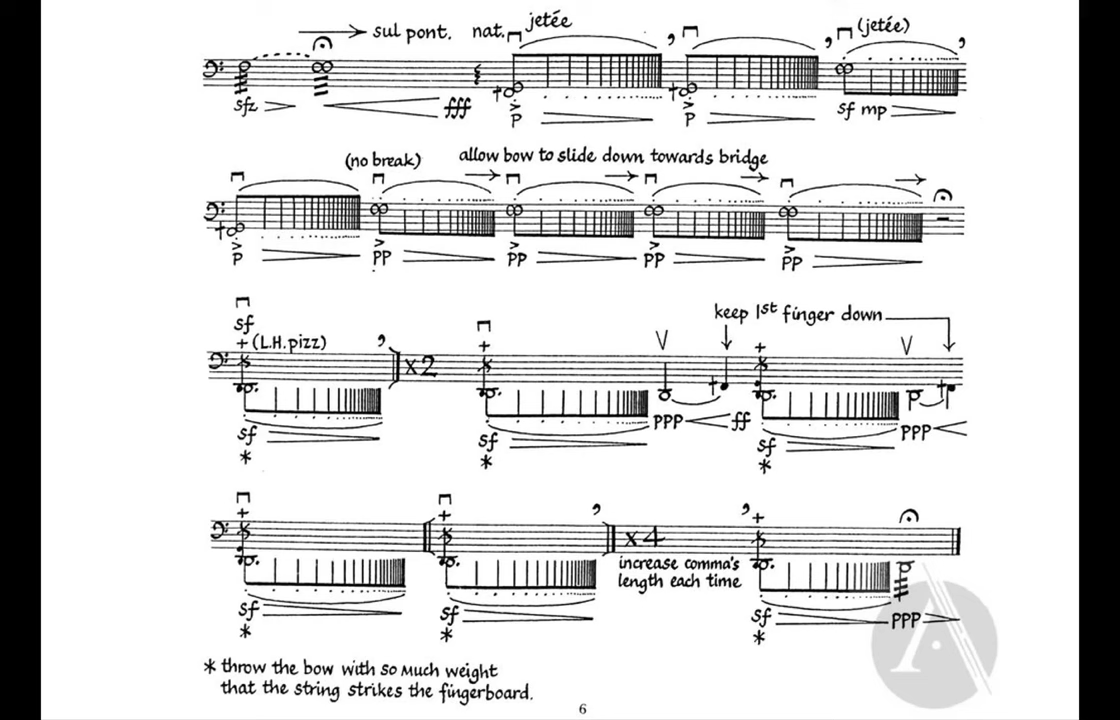 sul pont. nat. jetée (jetée)
sfz fff p p sf mp
(no break) allow bow to slide down towards bridge
p pp pp pp pp
sf keep 1st finger down
+ (L.H. pizz) x2 + V + V
sf sf ppp ff sf ppp
* * *
+ + x4 +
increase comma's
length each time
sf sf sf ppp
* * *
* throw the bow with so much weight
that the string strikes the fingerboard.
6